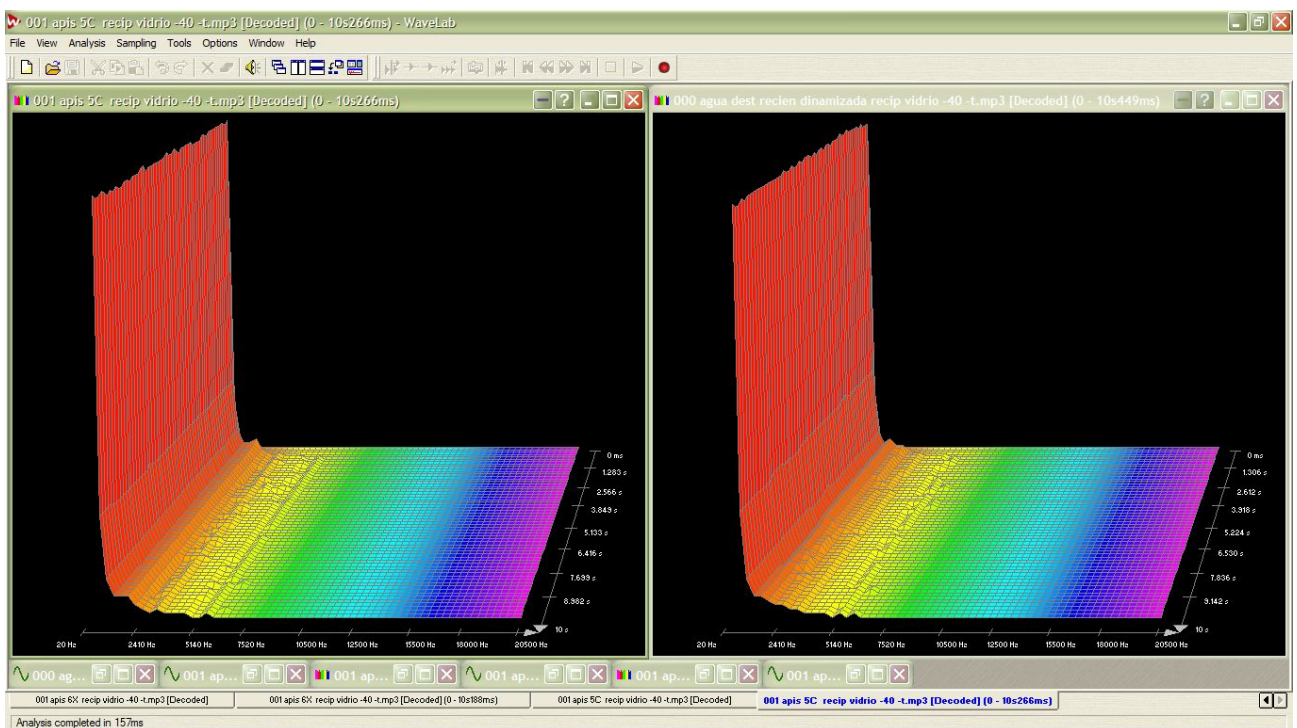 001 apis 5C recip vidrio -40 -t.mp3 [Decoded] (0 - 10s266ms) - WaveLab
File View Analysis Sampling Tools Options Window Help
001 apis 5C recip vidrio -40 -t.mp3 [Decoded] (0 - 10s266ms)
000 agua dest recien dinamizada recip vidrio -40 -t.mp3 [Decoded] (0 - 10s449ms)
0 ms
1.283 s
2.566 s
3.849 s
5.133 s
6.416 s
7.699 s
8.982 s
10 s
20 Hz 2410 Hz 5140 Hz 7520 Hz 10500 Hz 12500 Hz 15500 Hz 18000 Hz 20500 Hz
0 ms
1.306 s
2.612 s
3.918 s
5.224 s
6.530 s
7.836 s
9.142 s
10 s
20 Hz 2410 Hz 5140 Hz 7520 Hz 10500 Hz 12500 Hz 15500 Hz 18000 Hz 20500 Hz
000 ag... 001 ap... 001 ap... 001 ap... 001 ap... 001 ap...
001 apis 6X recip vidrio -40 -t.mp3 [Decoded] 001 apis 6X recip vidrio -40 -t.mp3 [Decoded] (0 - 10s188ms) 001 apis 5C recip vidrio -40 -t.mp3 [Decoded] 001 apis 5C recip vidrio -40 -t.mp3 [Decoded] (0 - 10s266ms)
Analysis completed in 157ms